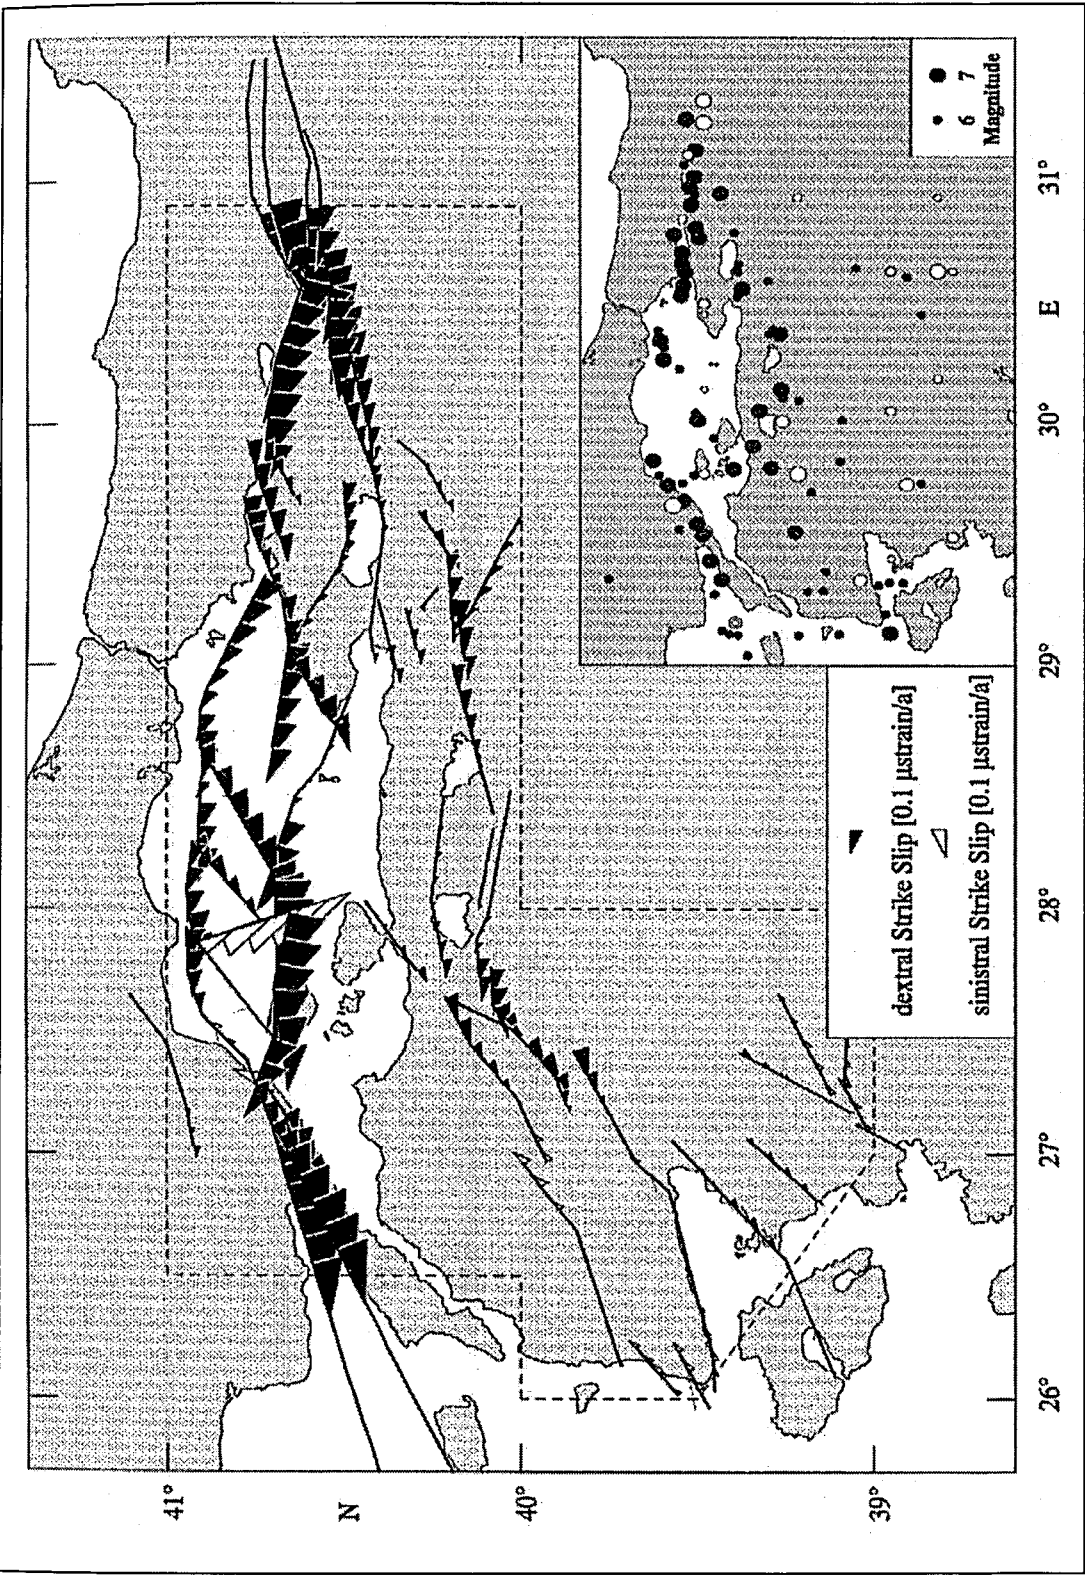 41°
N
40°
39°
26°
27°
28°
29°
30°
E
31°
dextral Strike Slip [0.1 µstrain/a]
sinistral Strike Slip [0.1 µstrain/a]
6 7
Magnitude